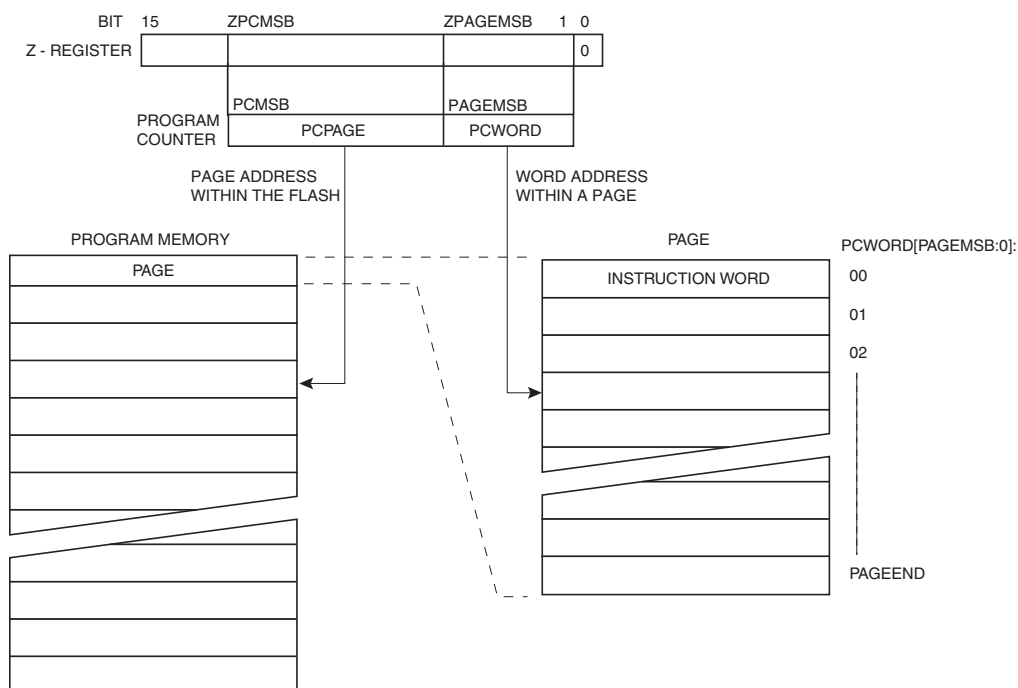 BIT 15 ZPCMSB ZPAGEMSB 1 0
Z - REGISTER 0
PCMSB PAGEMSB
PROGRAM
COUNTER
PCPAGE PCWORD
PAGE ADDRESS
WITHIN THE FLASH
WORD ADDRESS
WITHIN A PAGE
PROGRAM MEMORY
PAGE
PAGE
PCWORD[PAGEMSB:0]:
INSTRUCTION WORD
00
01
02
PAGEEND